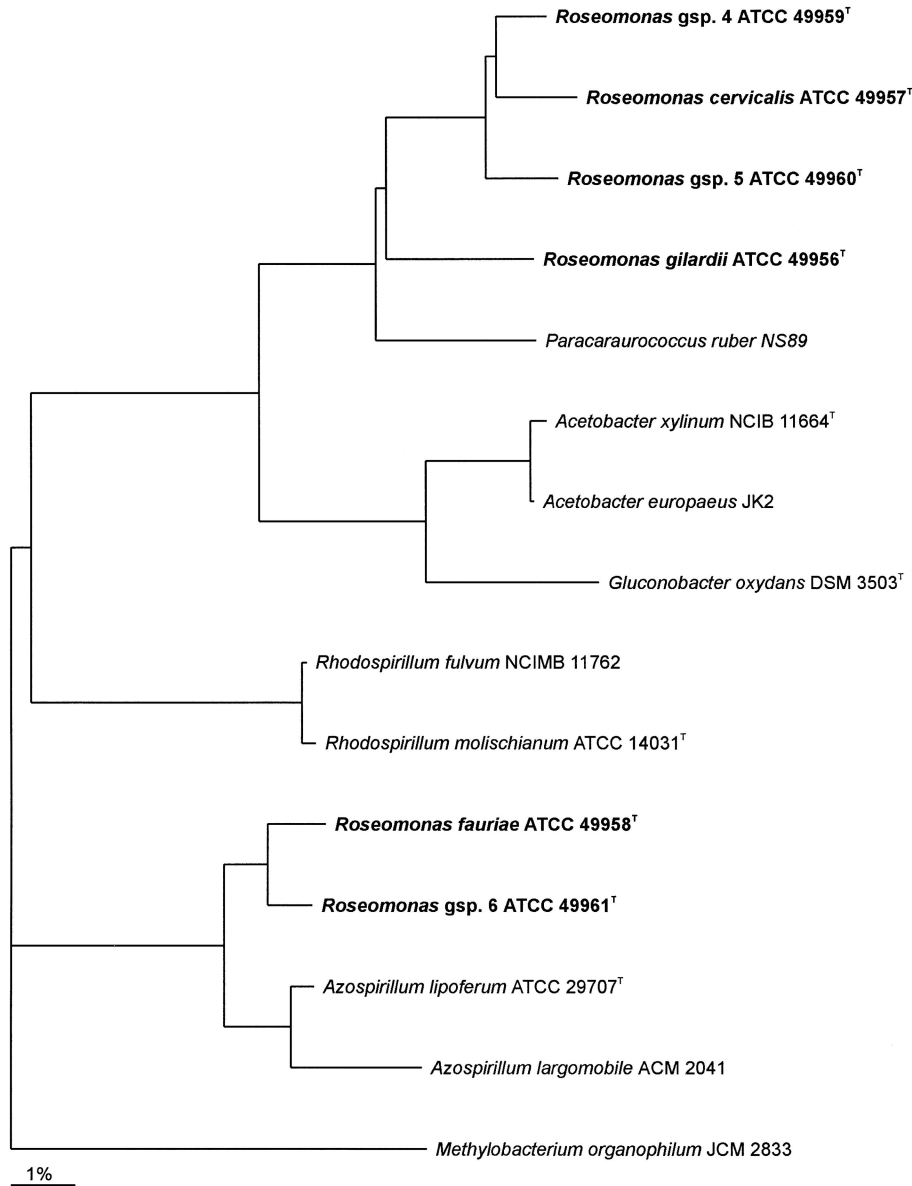 Roseomonas gsp. 4 ATCC 49959ᵀ
Roseomonas cervicalis ATCC 49957ᵀ
Roseomonas gsp. 5 ATCC 49960ᵀ
Roseomonas gilardii ATCC 49956ᵀ
Paracaraurococcus ruber NS89
Acetobacter xylinum NCIB 11664ᵀ
Acetobacter europaeus JK2
Gluconobacter oxydans DSM 3503ᵀ
Rhodospirillum fulvum NCIMB 11762
Rhodospirillum molischianum ATCC 14031ᵀ
Roseomonas fauriae ATCC 49958ᵀ
Roseomonas gsp. 6 ATCC 49961ᵀ
Azospirillum lipoferum ATCC 29707ᵀ
Azospirillum largomobile ACM 2041
Methylobacterium organophilum JCM 2833
1%